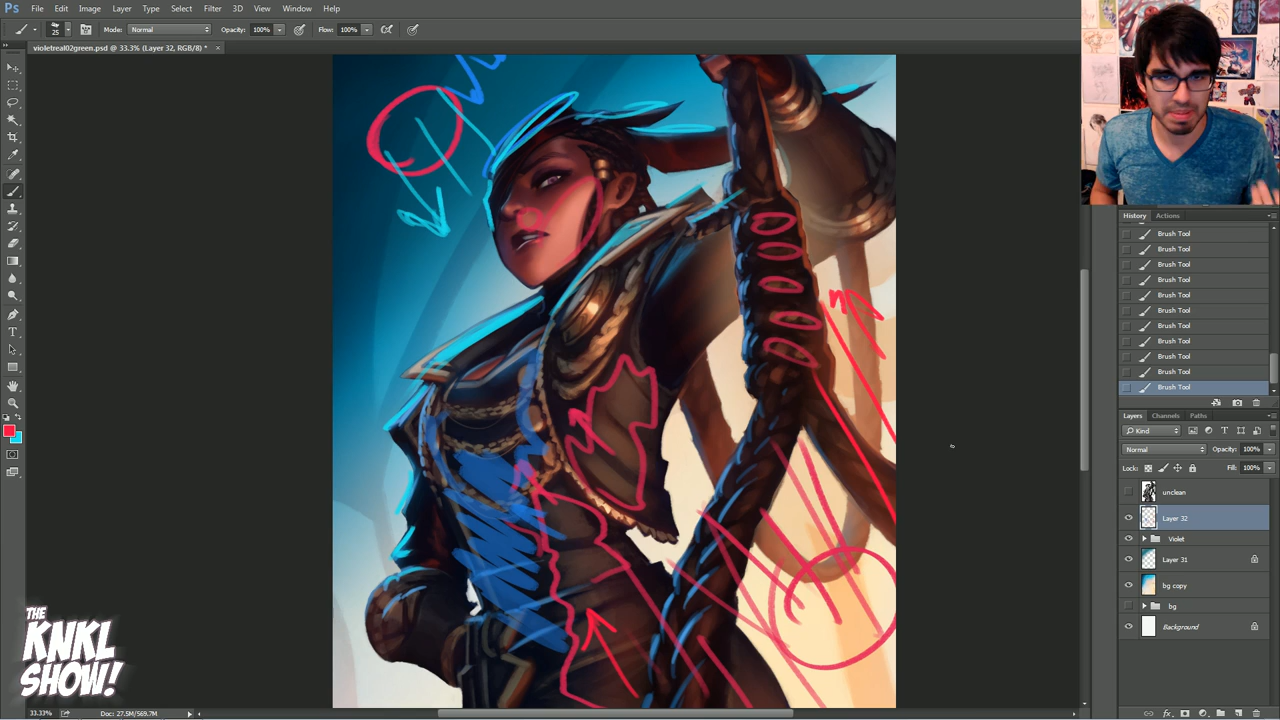 Ps File Edit Image Layer Type Select Filter 3D View Window Help
25 Mode: Normal Opacity: 100% Flow: 100%
violetreal02green.psd @ 33.3% (Layer 32, RGB/8) * ×
History Actions
Brush Tool
Brush Tool
Brush Tool
Brush Tool
Brush Tool
Brush Tool
Brush Tool
Brush Tool
Brush Tool
Brush Tool
Brush Tool
Layers Channels Paths
Kind
Normal Opacity: 100%
Lock: Fill: 100%
unclean
Layer 32
Violet
Layer 31
bg copy
bg
Background
THE
KNKL
SHOW!
33.33% Doc: 27.5M/569.7M